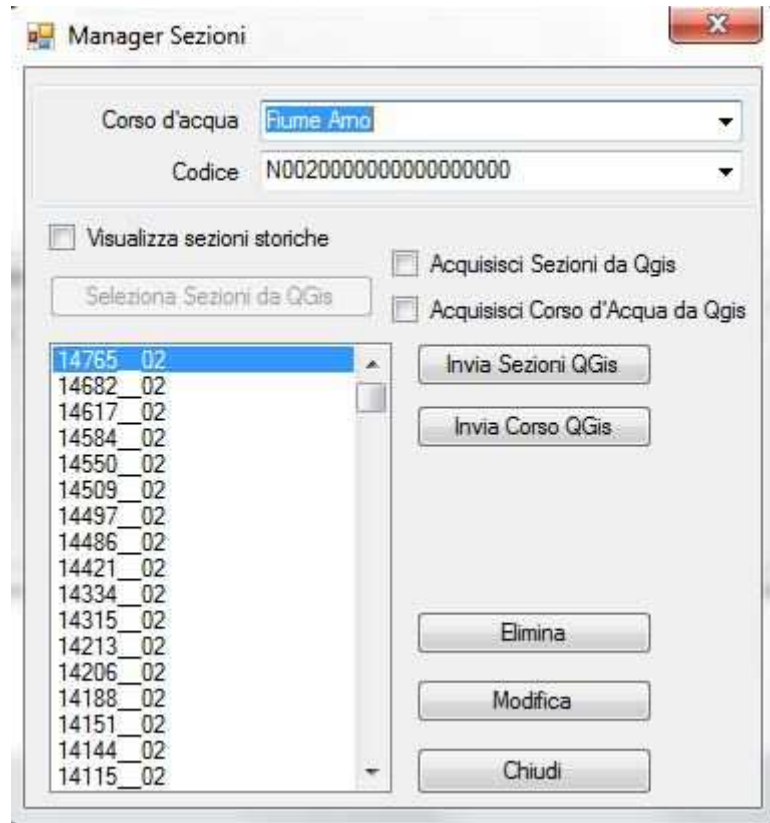 Manager Sezioni
Corso d'acqua Fiume Arno
Codice N0020000000000000000
Visualizza sezioni storiche
Acquisisci Sezioni da Qgis
Seleziona Sezioni da QGis
Acquisisci Corso d'Acqua da Qgis
14765__02
14682__02
14617__02
14584__02
14550__02
14509__02
14497__02
14486__02
14421__02
14334__02
14315__02
14213__02
14206__02
14188__02
14151__02
14144__02
14115__02
Invia Sezioni QGis
Invia Corso QGis
Elimina
Modifica
Chiudi